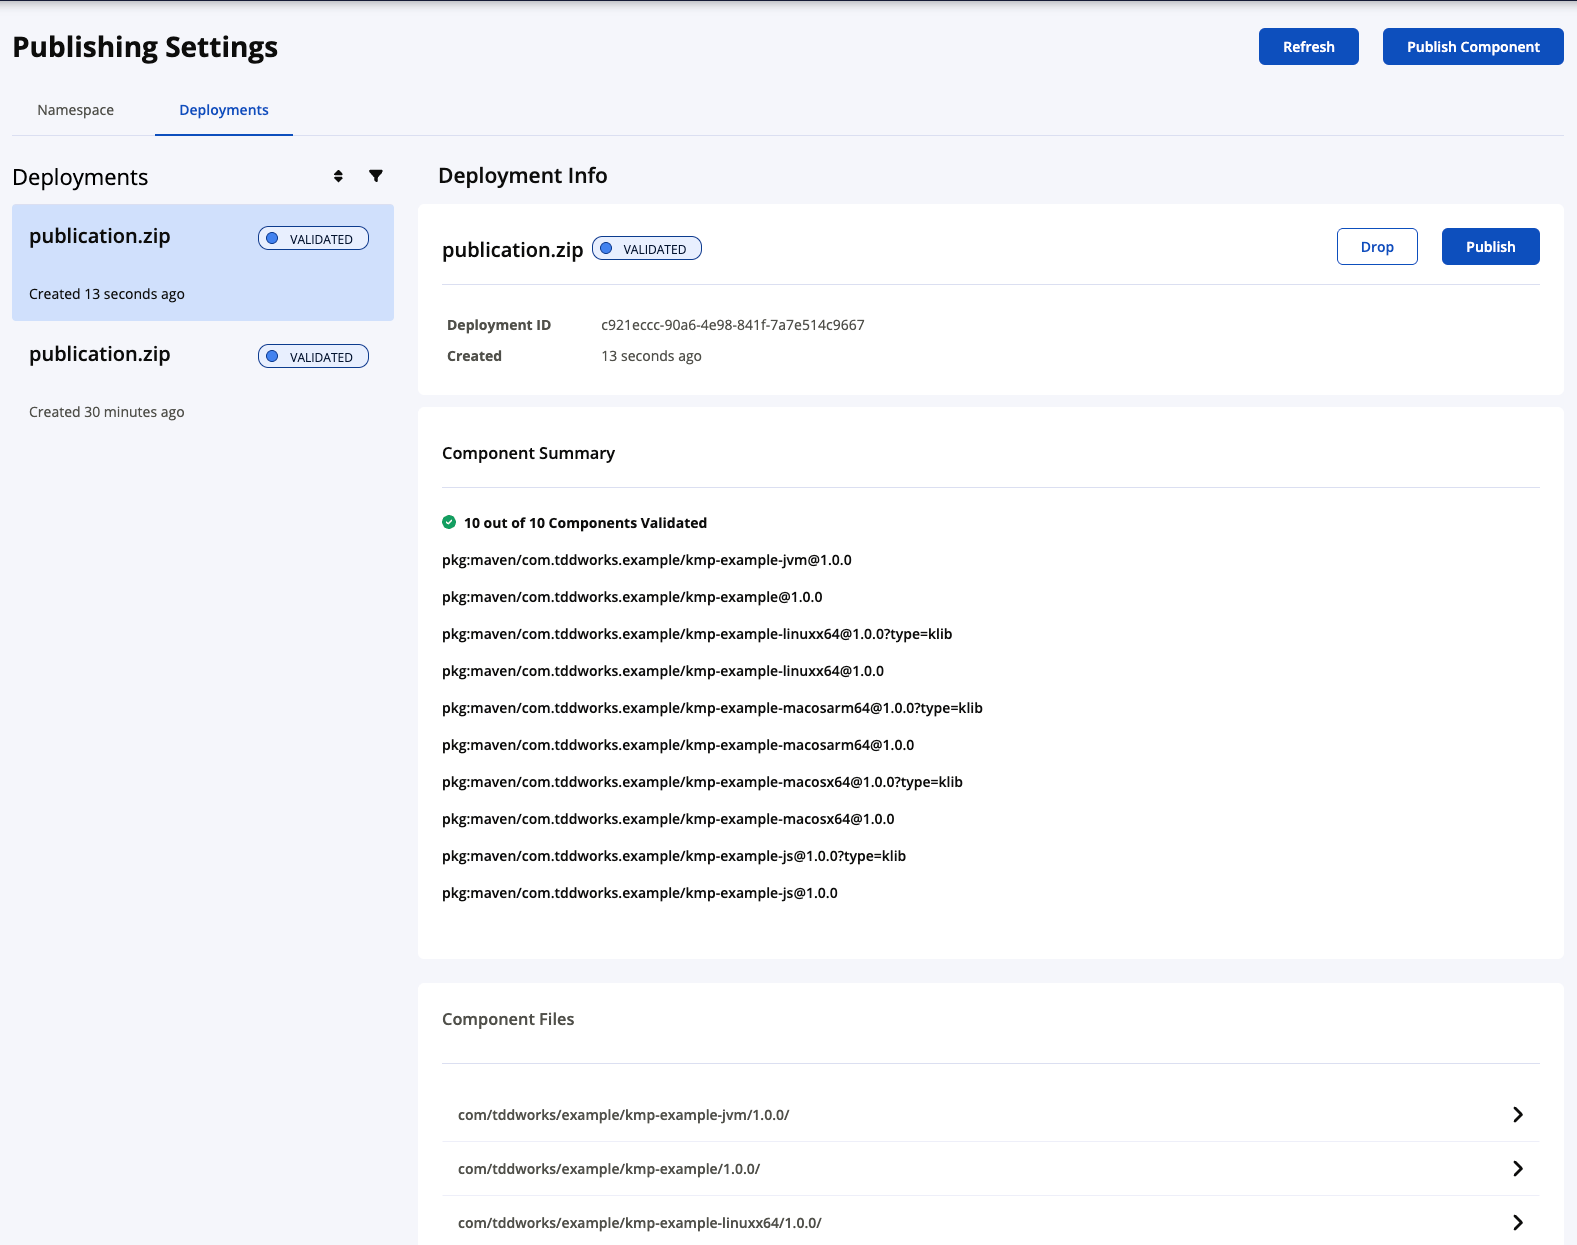 Publishing Settings
Refresh
Publish Component
Namespace
Deployments
Deployments
publication.zip
VALIDATED
Created 13 seconds ago
publication.zip
VALIDATED
Created 30 minutes ago
Deployment Info
publication.zip
VALIDATED
Drop
Publish
Deployment ID c921eccc-90a6-4e98-841f-7a7e514c9667
Created 13 seconds ago
Component Summary
10 out of 10 Components Validated
pkg:maven/com.tddworks.example/kmp-example-jvm@1.0.0
pkg:maven/com.tddworks.example/kmp-example@1.0.0
pkg:maven/com.tddworks.example/kmp-example-linuxx64@1.0.0?type=klib
pkg:maven/com.tddworks.example/kmp-example-linuxx64@1.0.0
pkg:maven/com.tddworks.example/kmp-example-macosarm64@1.0.0?type=klib
pkg:maven/com.tddworks.example/kmp-example-macosarm64@1.0.0
pkg:maven/com.tddworks.example/kmp-example-macosx64@1.0.0?type=klib
pkg:maven/com.tddworks.example/kmp-example-macosx64@1.0.0
pkg:maven/com.tddworks.example/kmp-example-js@1.0.0?type=klib
pkg:maven/com.tddworks.example/kmp-example-js@1.0.0
Component Files
com/tddworks/example/kmp-example-jvm/1.0.0/
com/tddworks/example/kmp-example/1.0.0/
com/tddworks/example/kmp-example-linuxx64/1.0.0/